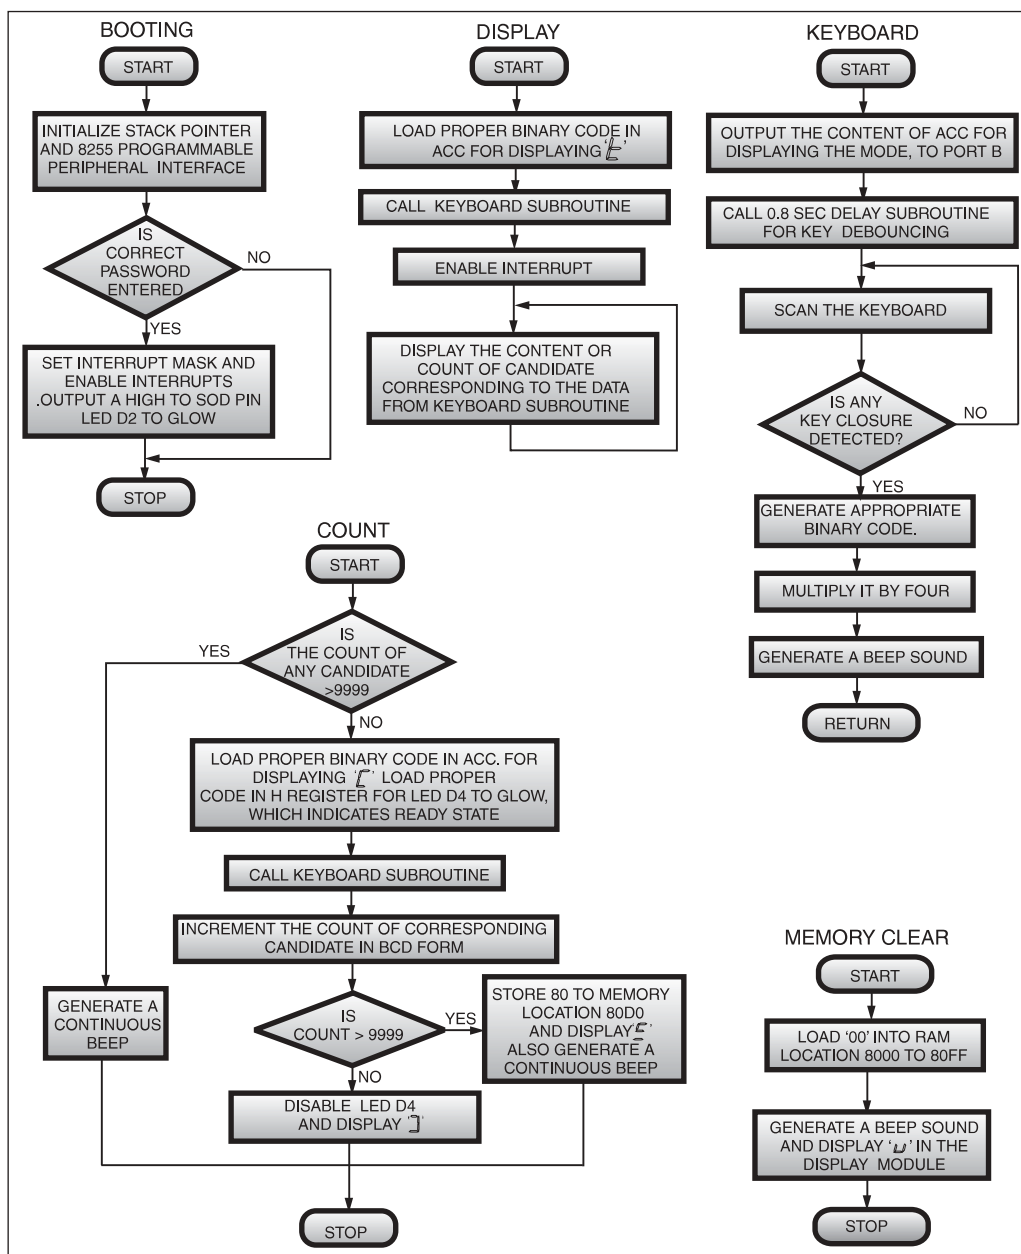 BOOTING
START
INITIALIZE STACK POINTER
AND 8255 PROGRAMMABLE
PERIPHERAL INTERFACE
IS
CORRECT
PASSWORD
ENTERED
NO
YES
SET INTERRUPT MASK AND
ENABLE INTERRUPTS
.OUTPUT A HIGH TO SOD PIN
LED D2 TO GLOW
STOP
DISPLAY
START
LOAD PROPER BINARY CODE IN
ACC FOR DISPLAYING 't'
CALL KEYBOARD SUBROUTINE
ENABLE INTERRUPT
DISPLAY THE CONTENT OR
COUNT OF CANDIDATE
CORRESPONDING TO THE DATA
FROM KEYBOARD SUBROUTINE
KEYBOARD
START
OUTPUT THE CONTENT OF ACC FOR
DISPLAYING THE MODE, TO PORT B
CALL 0.8 SEC DELAY SUBROUTINE
FOR KEY DEBOUNCING
SCAN THE KEYBOARD
IS ANY
KEY CLOSURE
DETECTED?
NO
YES
GENERATE APPROPRIATE
BINARY CODE.
MULTIPLY IT BY FOUR
GENERATE A BEEP SOUND
RETURN
COUNT
START
IS
THE COUNT OF
ANY CANDIDATE
>9999
YES
NO
LOAD PROPER BINARY CODE IN ACC. FOR
DISPLAYING '[' LOAD PROPER
CODE IN H REGISTER FOR LED D4 TO GLOW,
WHICH INDICATES READY STATE
CALL KEYBOARD SUBROUTINE
INCREMENT THE COUNT OF CORRESPONDING
CANDIDATE IN BCD FORM
GENERATE A
CONTINUOUS
BEEP
IS
COUNT > 9999
YES
NO
STORE 80 TO MEMORY
LOCATION 80D0
AND DISPLAY
ALSO GENERATE A
CONTINUOUS BEEP
DISABLE LED D4
AND DISPLAY ']'
STOP
MEMORY CLEAR
START
LOAD '00' INTO RAM
LOCATION 8000 TO 80FF
GENERATE A BEEP SOUND
AND DISPLAY 'u' IN THE
DISPLAY MODULE
STOP